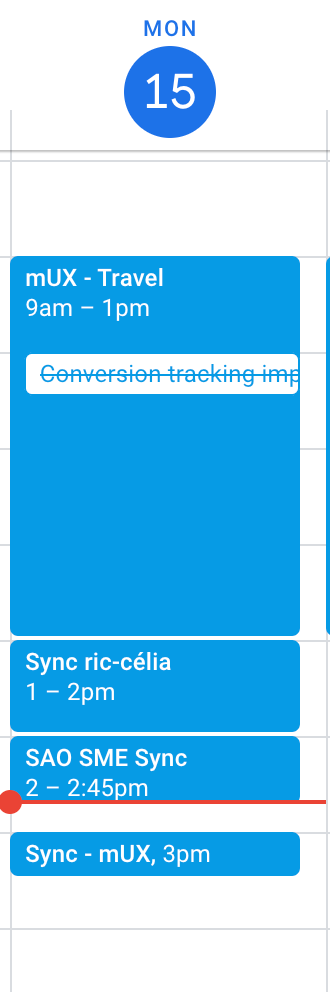 MON
15
mUX - Travel
9am – 1pm
Conversion tracking
Sync ric-célia
1 – 2pm
SAO SME Sync
2 – 2:45pm
Sync - mUX, 3pm